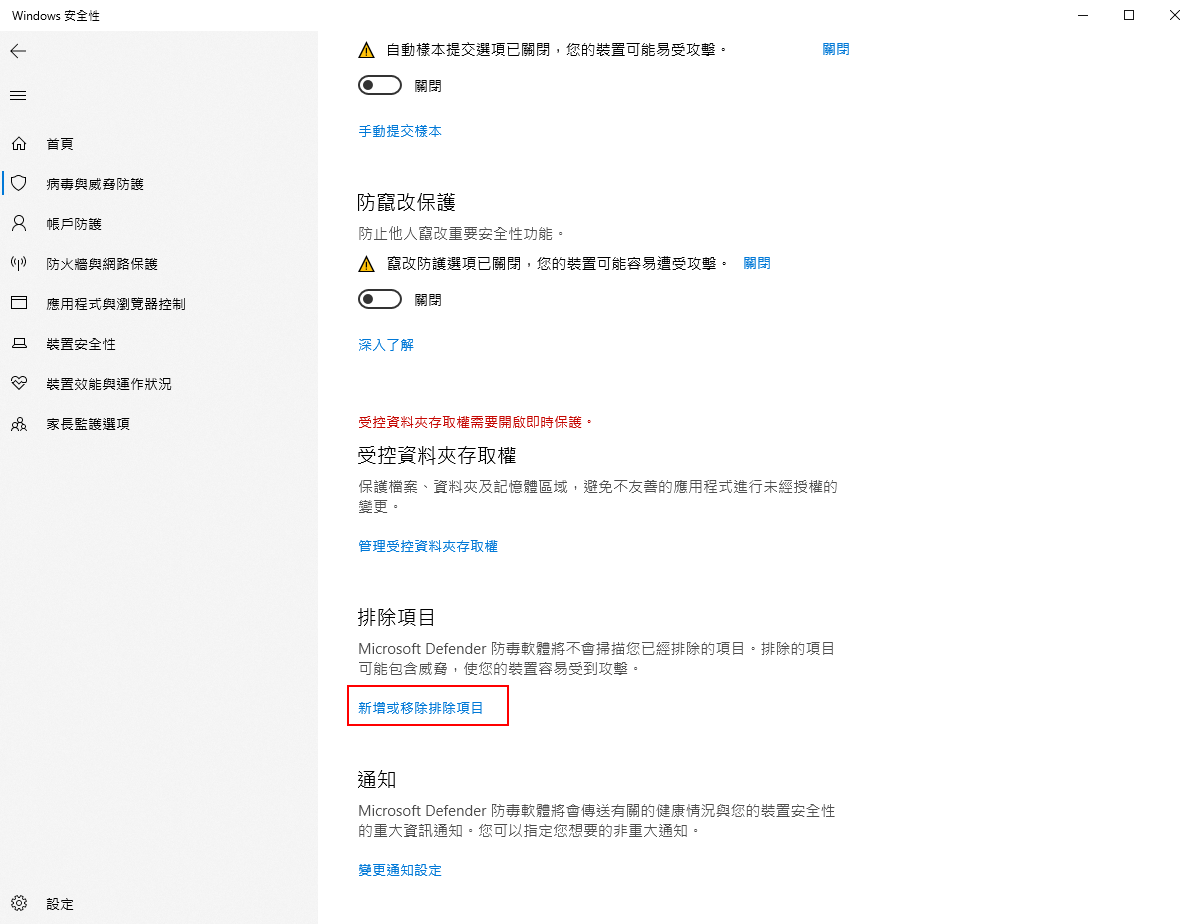 Windows 安全性
首頁
病毒與威脅防護
帳戶防護
防火牆與網路保護
應用程式與瀏覽器控制
裝置安全性
裝置效能與運作狀況
家長監護選項
設定
自動樣本提交選項已關閉，您的裝置可能易受攻擊。 關閉
關閉
手動提交樣本
防竄改保護
防止他人竄改重要安全性功能。
竄改防護選項已關閉，您的裝置可能容易遭受攻擊。 關閉
關閉
深入了解
受控資料夾存取權需要開啟即時保護。
受控資料夾存取權
保護檔案、資料夾及記憶體區域，避免不友善的應用程式進行未經授權的
變更。
管理受控資料夾存取權
排除項目
Microsoft Defender 防毒軟體將不會掃描您已經排除的項目。排除的項目
可能包含威脅，使您的裝置容易受到攻擊。
新增或移除排除項目
通知
Microsoft Defender 防毒軟體將會傳送有關的健康情況與您的裝置安全性
的重大資訊通知。您可以指定您想要的非重大通知。
變更通知設定